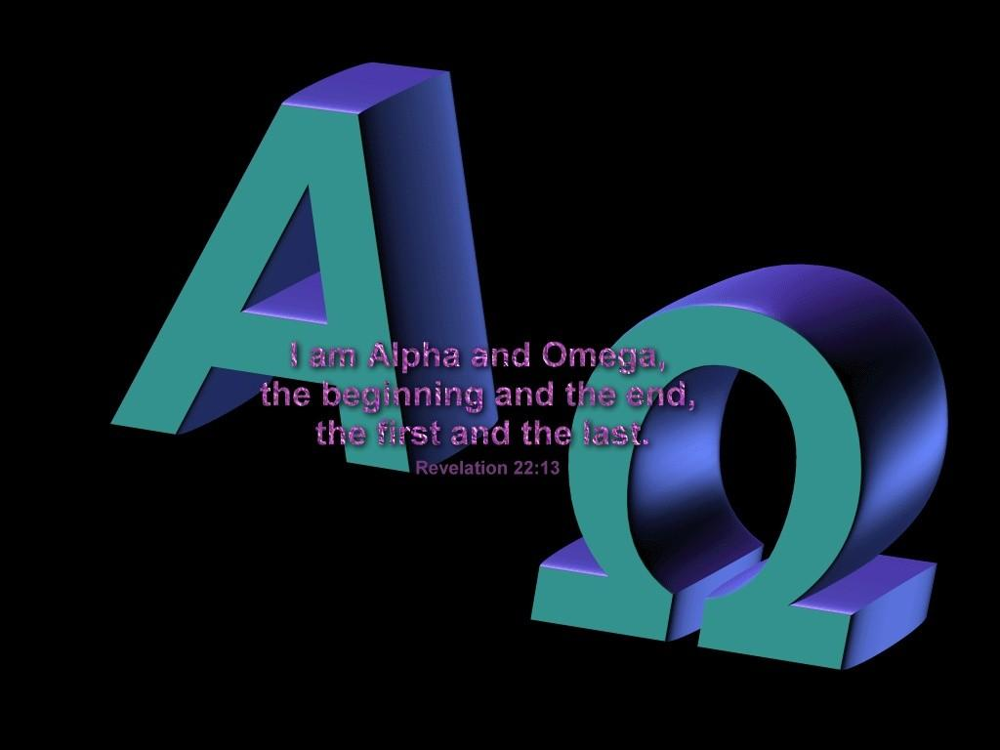 Α
Ω
I am Alpha and Omega,
the beginning and the end,
the first and the last.
Revelation 22:13